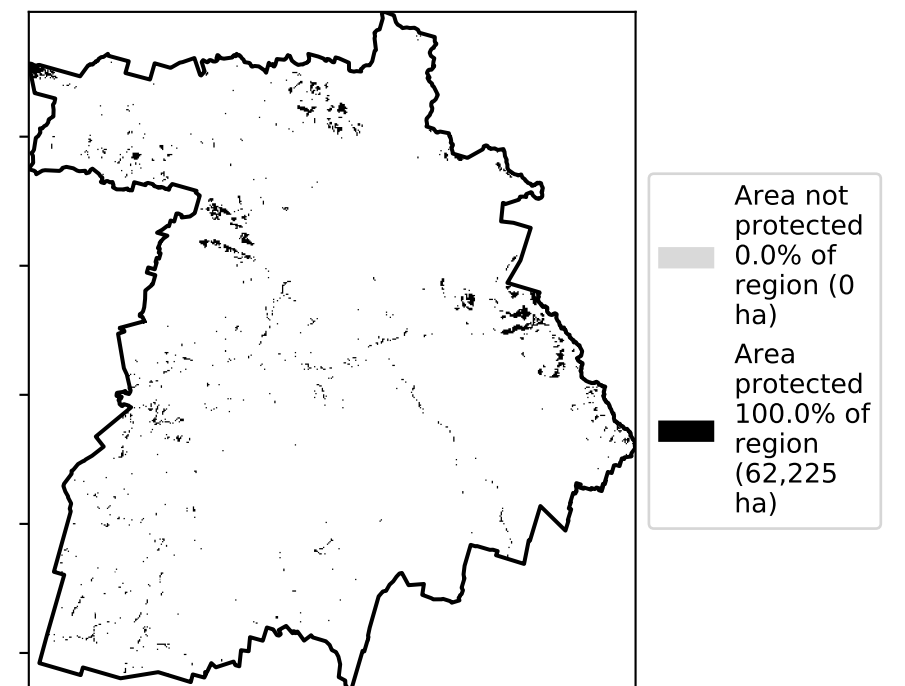 Area not
protected
0.0% of
region (0
ha)
Area
protected
100.0% of
region
(62,225
ha)